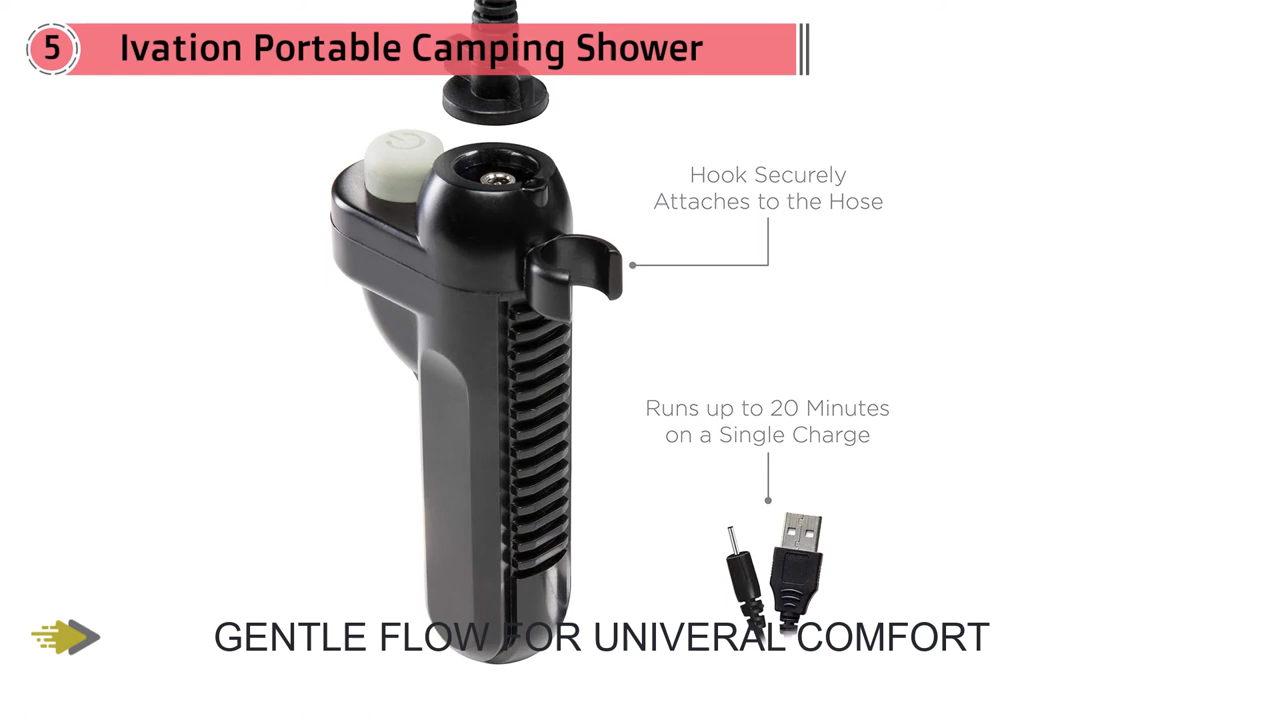 5
Ivation Portable Camping Shower
Hook Securely
Attaches to the Hose
Runs up to 20 Minutes
on a Single Charge
GENTLE FLOW FOR UNIVERAL COMFORT